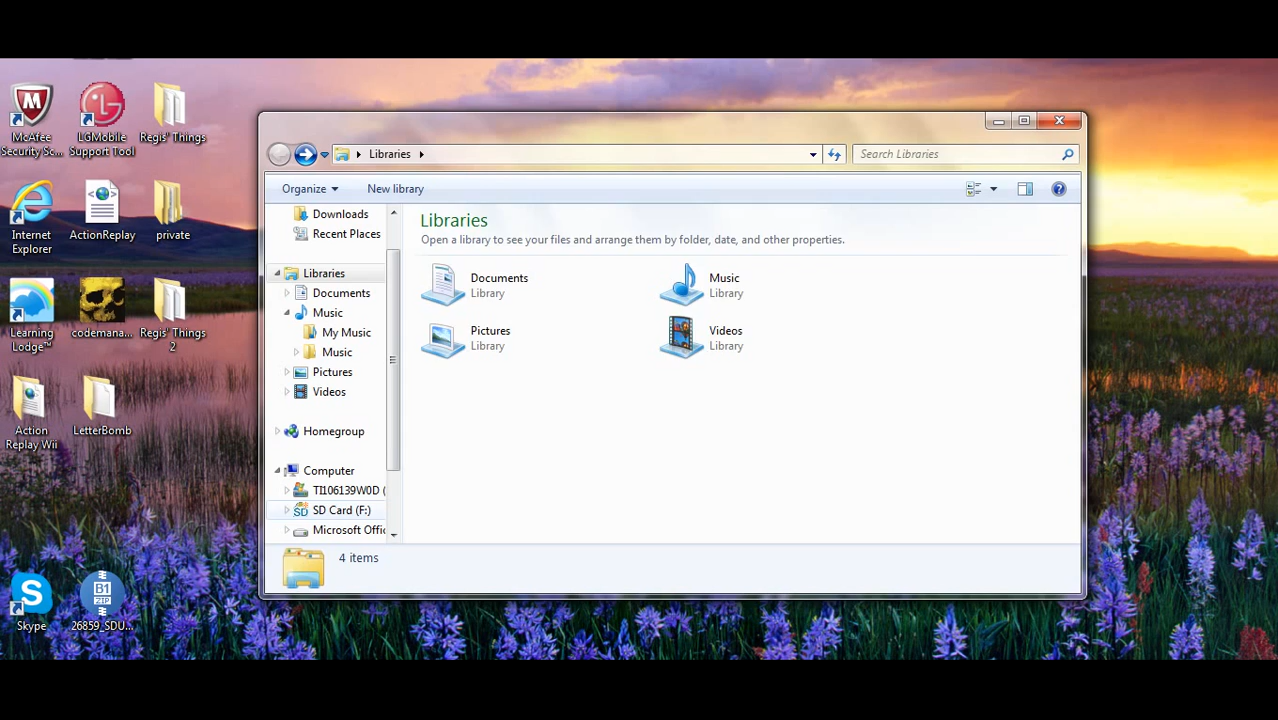 McAfee
Security Sc...
LGMobile
Support Tool
Regis' Things
Internet
Explorer
ActionReplay
private
Learning
Lodge™
codemana...
Regis' Things
2
Action
Replay Wii
LetterBomb
Skype
B1
ZIP
26859_SDU...
Libraries
Search Libraries
Organize
New library
Downloads
Recent Places
Libraries
Documents
Music
My Music
Music
Pictures
Videos
Homegroup
Computer
TI106139W0D (
SD Card (F:)
Microsoft Offic
Libraries
Open a library to see your files and arrange them by folder, date, and other properties.
Documents
Library
Music
Library
Pictures
Library
Videos
Library
4 items